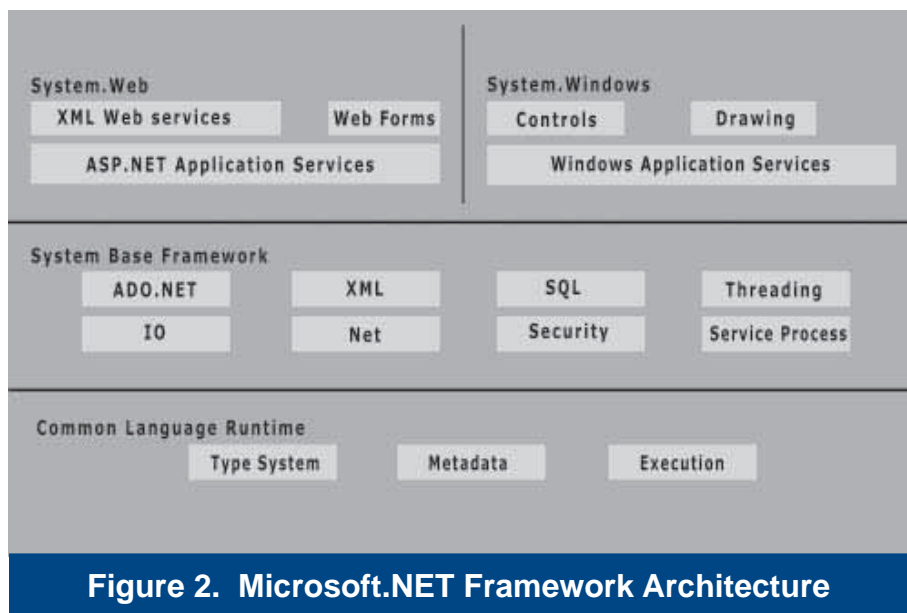 System.Web
XML Web services
Web Forms
ASP.NET Application Services
System.Windows
Controls
Drawing
Windows Application Services
System Base Framework
ADO.NET
XML
SQL
Threading
IO
Net
Security
Service Process
Common Language Runtime
Type System
Metadata
Execution
Figure 2. Microsoft.NET Framework Architecture